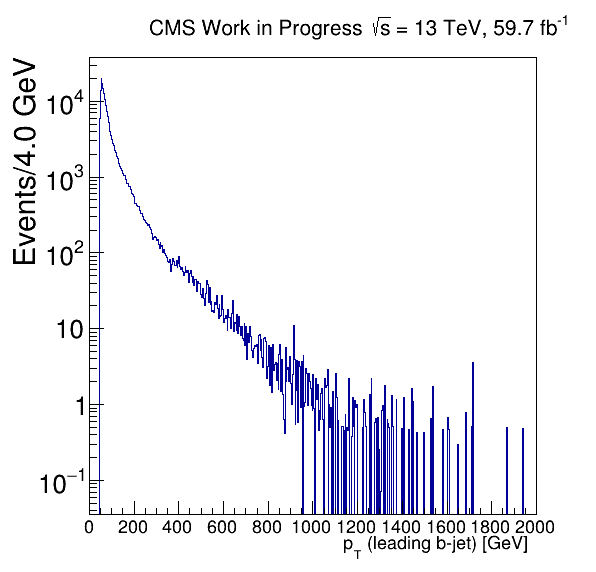 CMS Work in Progress √s = 13 TeV, 59.7 fb⁻¹
Events/4.0 GeV
10⁴
10³
10²
10
1
10⁻¹
0 200 400 600 800 1000 1200 1400 1600 1800 2000
p_T (leading b-jet) [GeV]